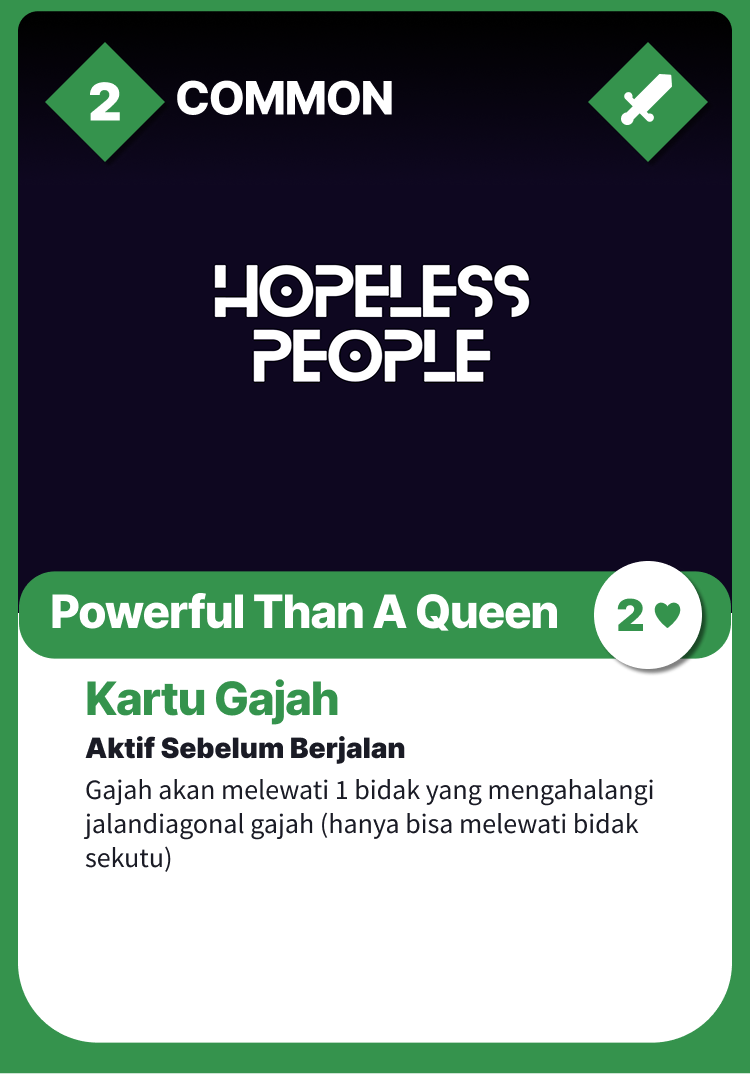 2 COMMON
HOPELESS
PEOPLE
Powerful Than A Queen 2
Kartu Gajah
Aktif Sebelum Berjalan
Gajah akan melewati 1 bidak yang mengahalangi
jalandiagonal gajah (hanya bisa melewati bidak
sekutu)